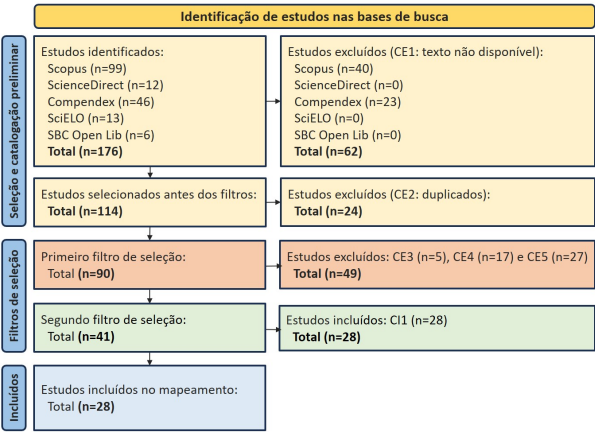 Identificação de estudos nas bases de busca
Seleção e catalogação preliminar
Estudos identificados:
Scopus (n=99)
ScienceDirect (n=12)
Compendex (n=46)
SciELO (n=13)
SBC Open Lib (n=6)
Total (n=176)
Estudos excluídos (CE1: texto não disponível):
Scopus (n=40)
ScienceDirect (n=0)
Compendex (n=23)
SciELO (n=0)
SBC Open Lib (n=0)
Total (n=62)
Estudos selecionados antes dos filtros:
Total (n=114)
Estudos excluídos (CE2: duplicados):
Total (n=24)
Filtros de seleção
Primeiro filtro de seleção:
Total (n=90)
Estudos excluídos: CE3 (n=5), CE4 (n=17) e CE5 (n=27)
Total (n=49)
Segundo filtro de seleção:
Total (n=41)
Estudos incluídos: CI1 (n=28)
Total (n=28)
Incluídos
Estudos incluídos no mapeamento:
Total (n=28)